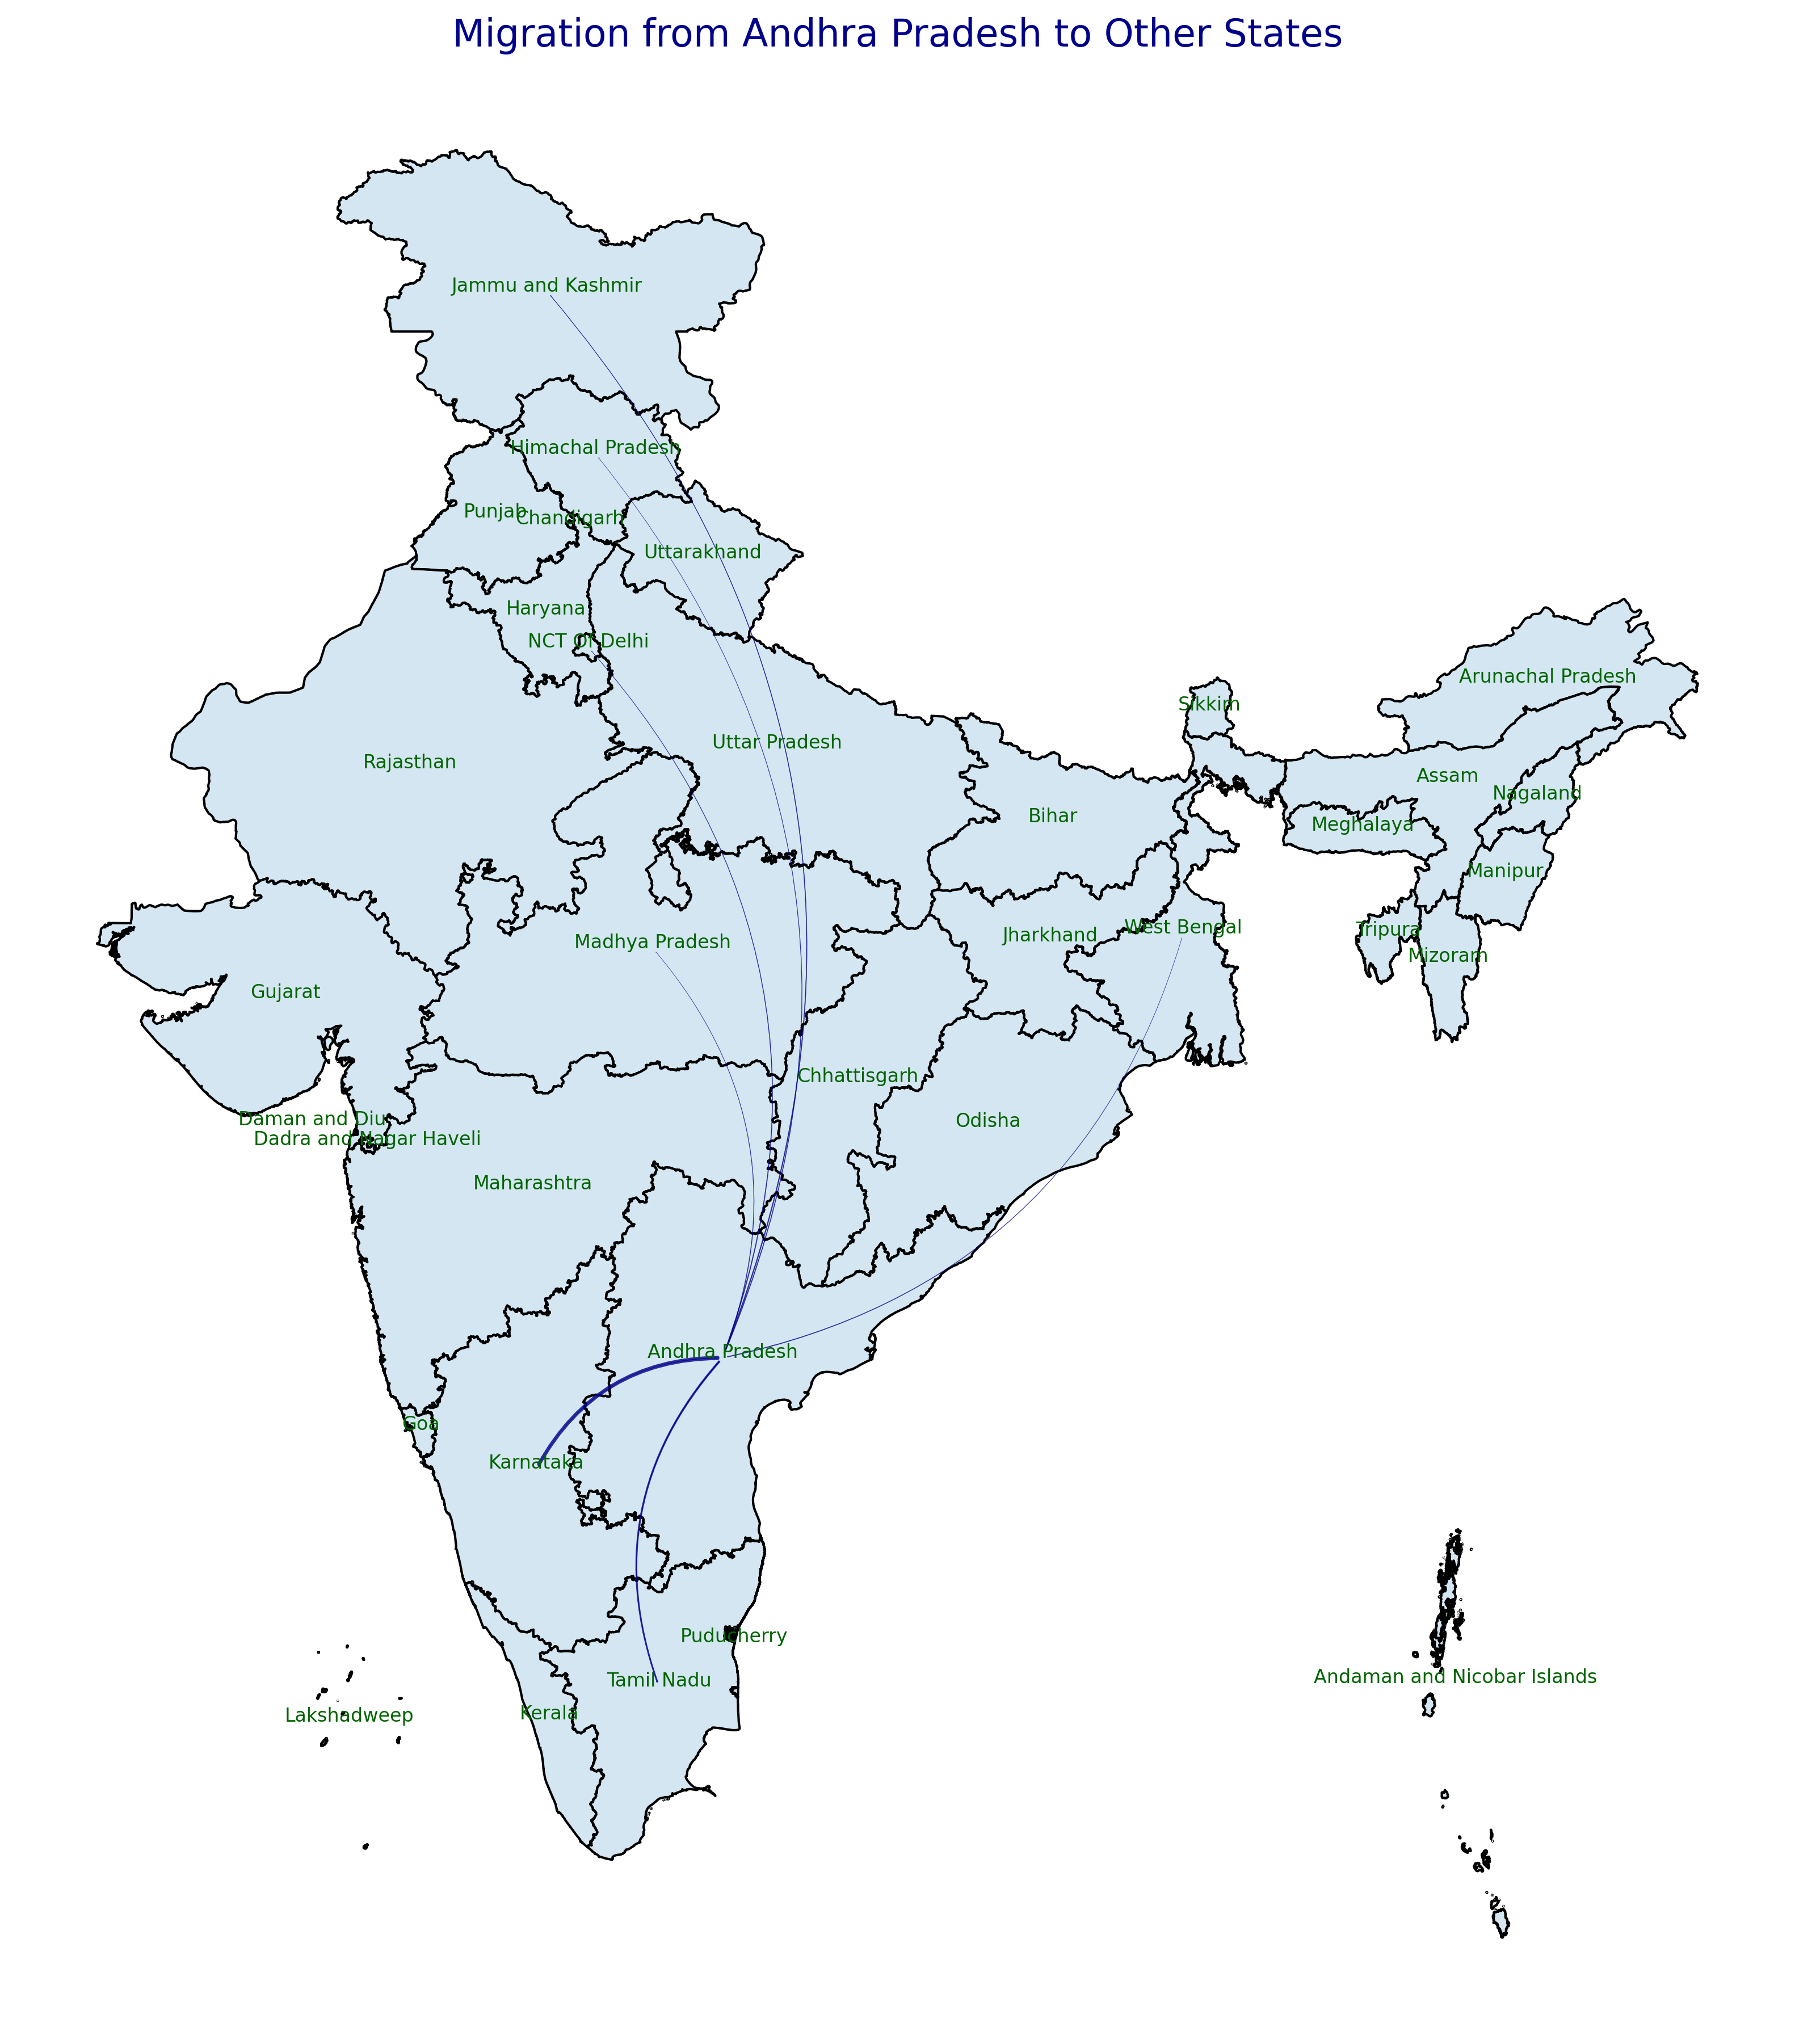 Migration from Andhra Pradesh to Other States
Jammu and Kashmir
Himachal Pradesh
Punjab
Chandigarh
Uttarakhand
Haryana
NCT Of Delhi
Arunachal Pradesh
Sikkim
Uttar Pradesh
Rajasthan
Assam
Nagaland
Bihar
Meghalaya
Manipur
West Bengal
Tripura
Jharkhand
Madhya Pradesh
Mizoram
Gujarat
Chhattisgarh
Daman and Diu
Odisha
Dadra and Nagar Haveli
Maharashtra
Andhra Pradesh
Goa
Karnataka
Puducherry
Andaman and Nicobar Islands
Tamil Nadu
Kerala
Lakshadweep